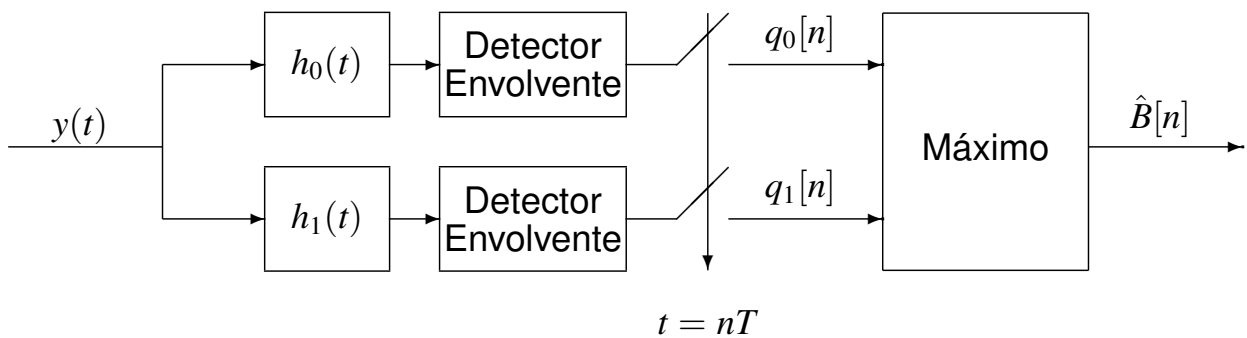 h₀(t)
Detector
Envolvente
q₀[n]
y(t)
Máximo
B̂[n]
h₁(t)
Detector
Envolvente
q₁[n]
t = nT